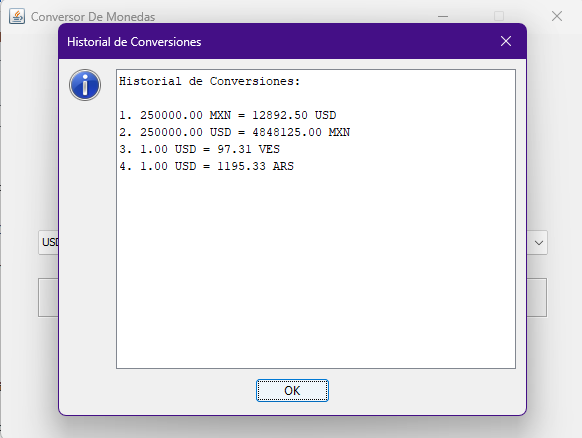 Conversor De Monedas
Historial de Conversiones
Historial de Conversiones:
1. 250000.00 MXN = 12892.50 USD
2. 250000.00 USD = 4848125.00 MXN
3. 1.00 USD = 97.31 VES
4. 1.00 USD = 1195.33 ARS
USD
OK